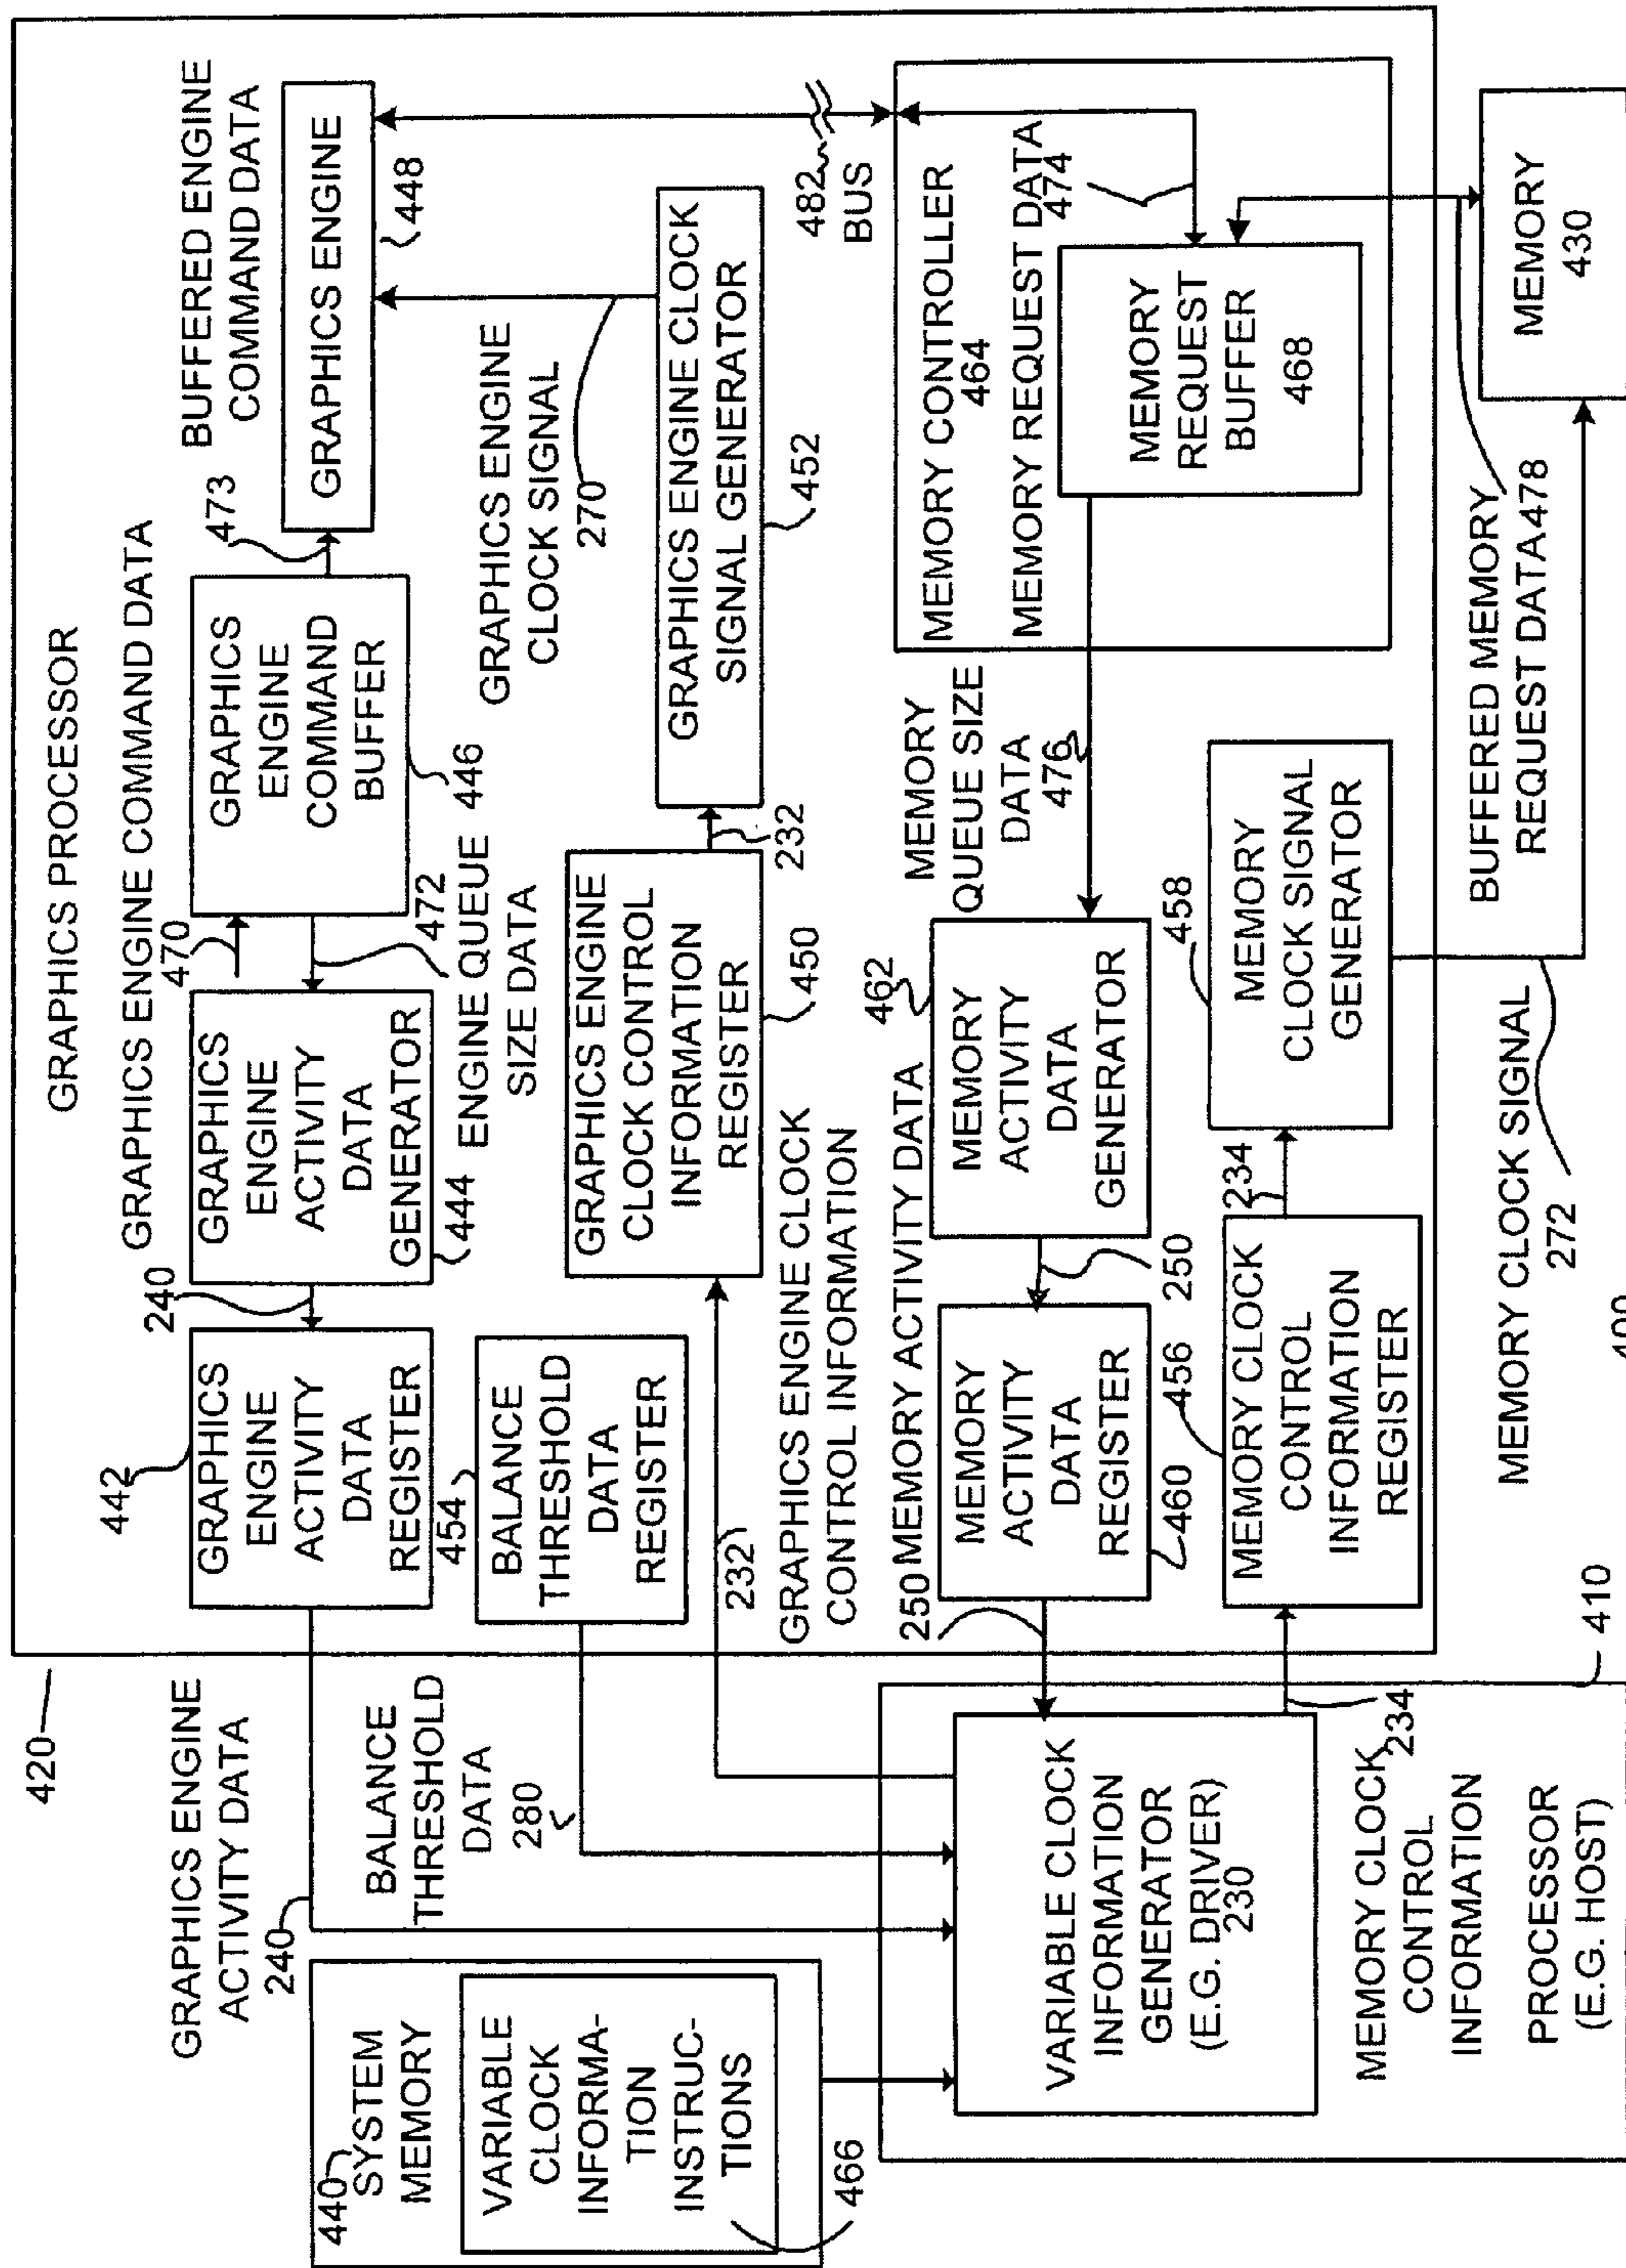 420
GRAPHICS PROCESSOR
GRAPHICS ENGINE
ACTIVITY DATA
240
442
GRAPHICS
ENGINE
ACTIVITY
DATA
REGISTER
240
GRAPHICS
ENGINE
ACTIVITY
DATA
GENERATOR
444
GRAPHICS ENGINE COMMAND DATA
470
472
ENGINE QUEUE
SIZE DATA
GRAPHICS
ENGINE
COMMAND
BUFFER
446
473
BUFFERED ENGINE
COMMAND DATA
GRAPHICS ENGINE
448
440
SYSTEM
MEMORY
VARIABLE
CLOCK
INFORMA-
TION
INSTRUC-
TIONS
466
BALANCE
THRESHOLD
DATA
280
454
BALANCE
THRESHOLD
DATA
REGISTER
232
GRAPHICS ENGINE CLOCK
CONTROL INFORMATION
GRAPHICS ENGINE
CLOCK CONTROL
INFORMATION
REGISTER
450
232
GRAPHICS ENGINE
CLOCK SIGNAL
270
GRAPHICS ENGINE CLOCK
SIGNAL GENERATOR
452
482
BUS
VARIABLE CLOCK
INFORMATION
GENERATOR
(E.G. DRIVER)
230
250
MEMORY ACTIVITY DATA
MEMORY
ACTIVITY
DATA
REGISTER
460
250
462
MEMORY
ACTIVITY
DATA
GENERATOR
MEMORY
QUEUE SIZE
DATA
476
MEMORY CONTROLLER
464
MEMORY REQUEST DATA
474
MEMORY
REQUEST
BUFFER
468
234
MEMORY CLOCK
CONTROL
INFORMATION
PROCESSOR
(E.G. HOST)
410
456
MEMORY CLOCK
CONTROL
INFORMATION
REGISTER
234
458
MEMORY
CLOCK SIGNAL
GENERATOR
MEMORY CLOCK SIGNAL
272
BUFFERED MEMORY
REQUEST DATA 478
MEMORY
430